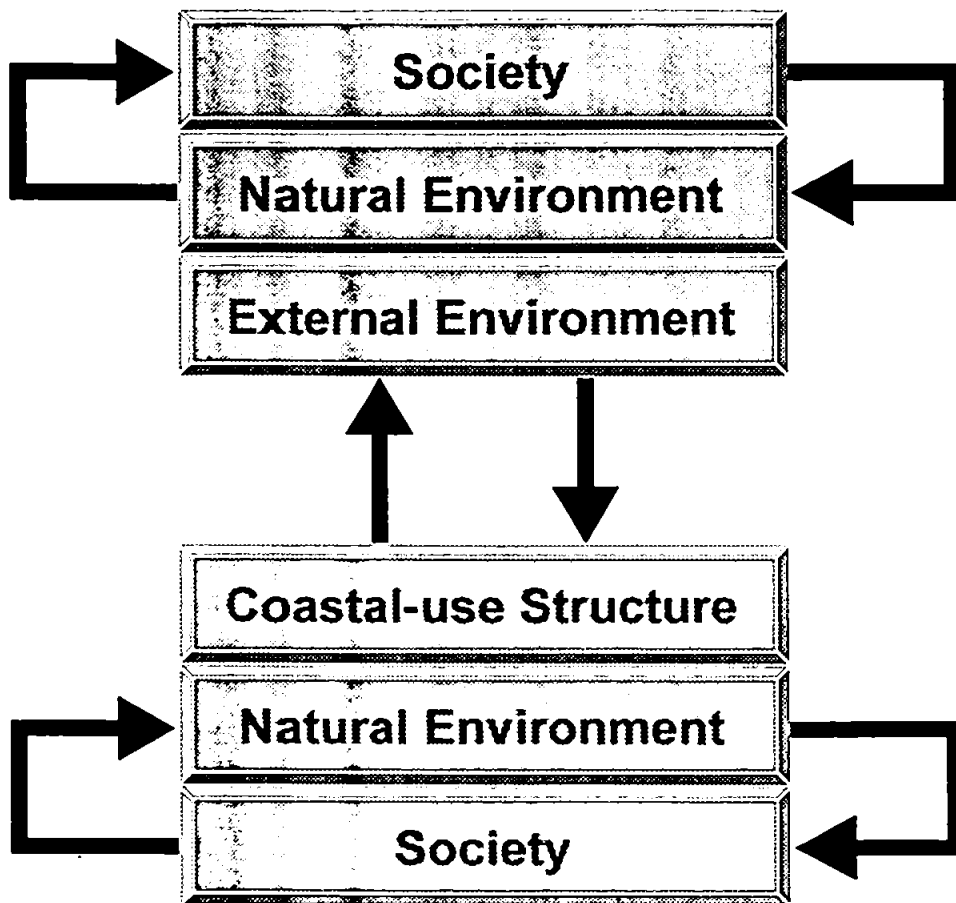 Society
Natural Environment
External Environment
Coastal-use Structure
Natural Environment
Society